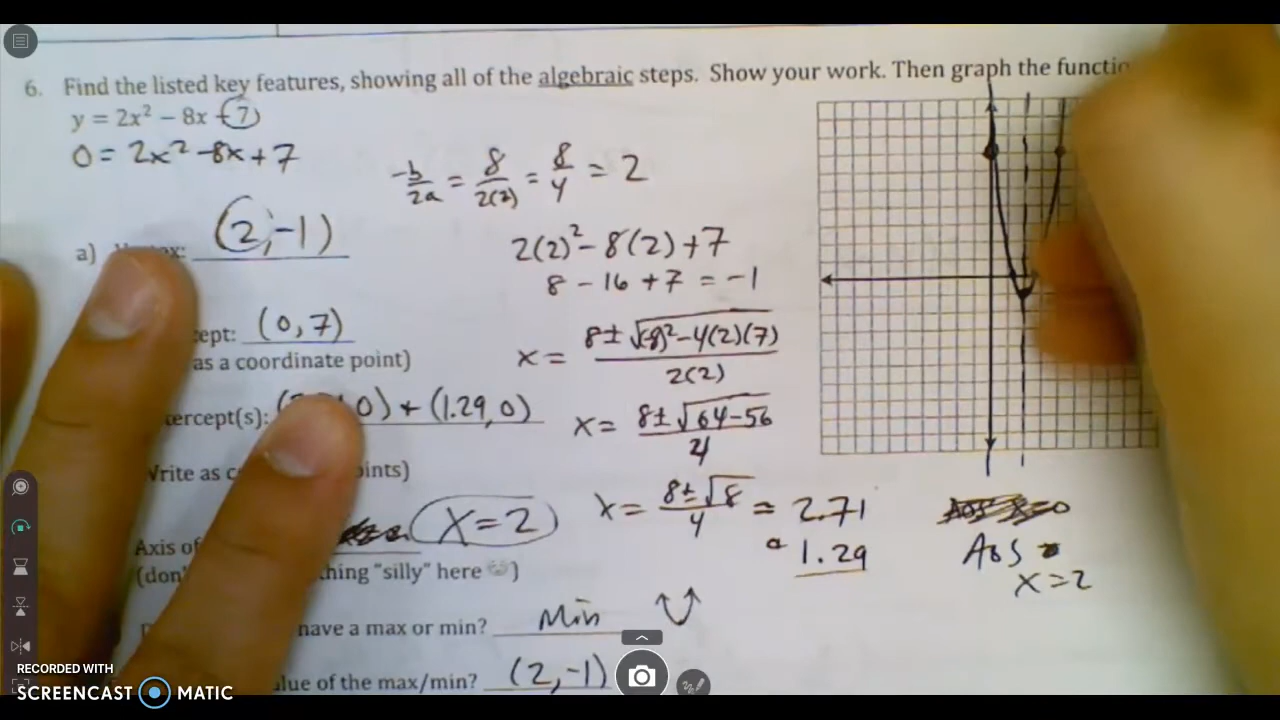 6. Find the listed key features, showing all of the algebraic steps. Show your work. Then graph the functio
y = 2x² − 8x + 7
0 = 2x² - 8x + 7
-b/2a = 8/2(2) = 8/4 = 2
a) (2,-1)
2(2)² - 8(2) + 7
8 - 16 + 7 = -1
ept: (0,7)
as a coordinate point)
x = 8 ± √(-8)² - 4(2)(7) / 2(2)
tercept(s): 0) + (1.29, 0)
x = 8 ± √64 - 56 / 4
Write as ints)
x = 8 ± √8 / 4 = 2.71
1.29
Axis of X = 2
(don' thing "silly" here )
AoS
x = 2
have a max or min? Min
lue of the max/min? (2,-1)
RECORDED WITH
SCREENCAST MATIC